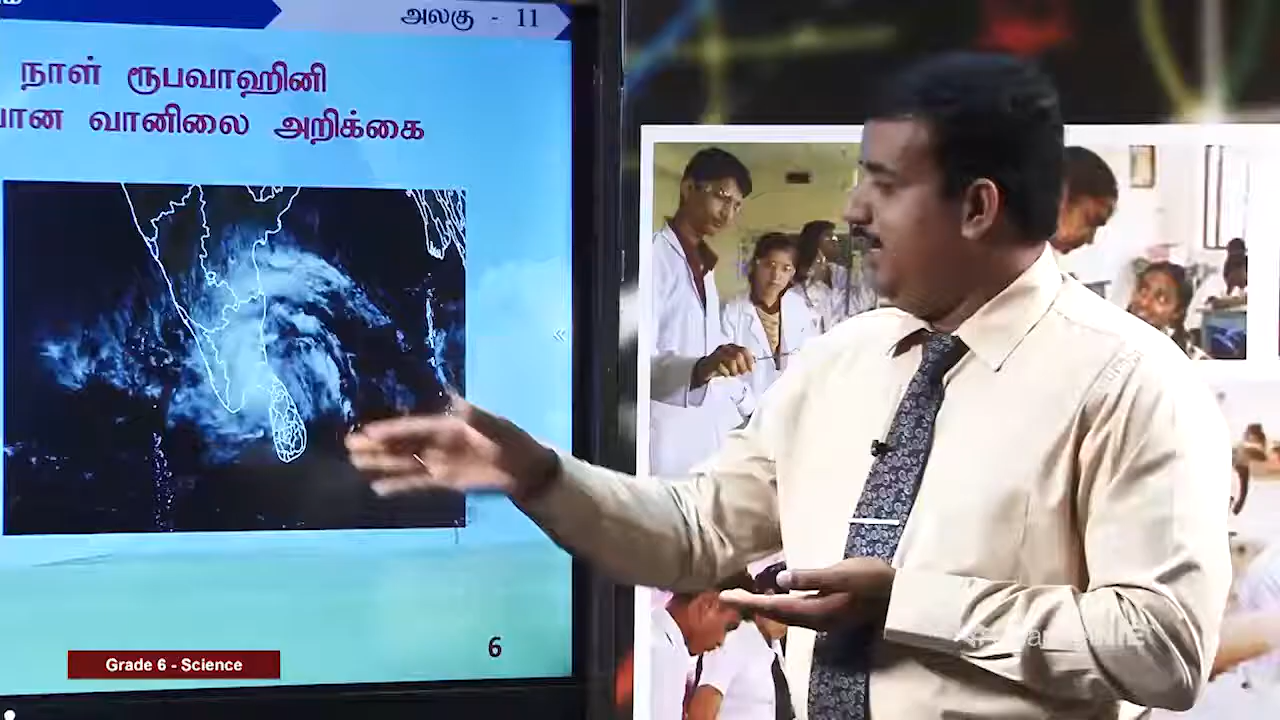 அலகு - 11
நாள் ரூபவாஹினி
வான வானிலை அறிக்கை
6
Grade 6 - Science